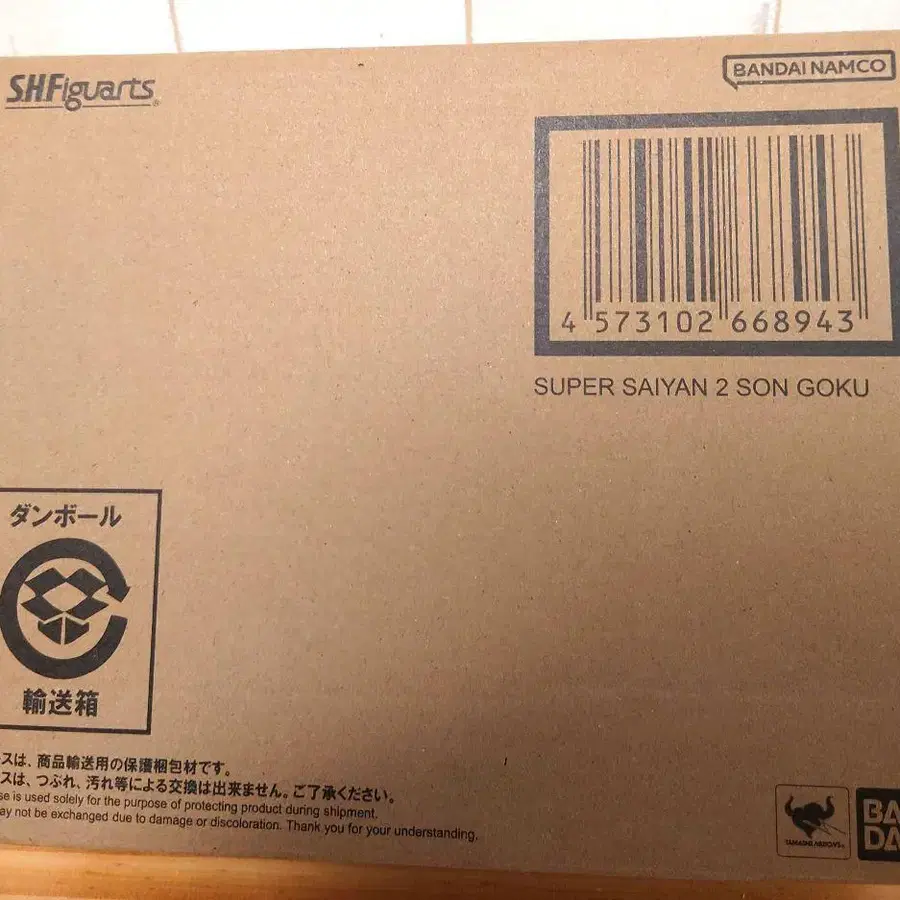 S.H.Figuarts
BANDAI NAMCO
4 573102 668943
SUPER SAIYAN 2 SON GOKU
ダンボール
輸送箱
スは、商品輸送用の保護梱包材です。
スは、つぶれ、汚れ等による交換は出来ません。ご了承ください。
se is used solely for the purpose of protecting product during shipment.
ay not be exchanged due to damage or discoloration. Thank you for your understanding.
TAMASHII NATIONS
BA
DA